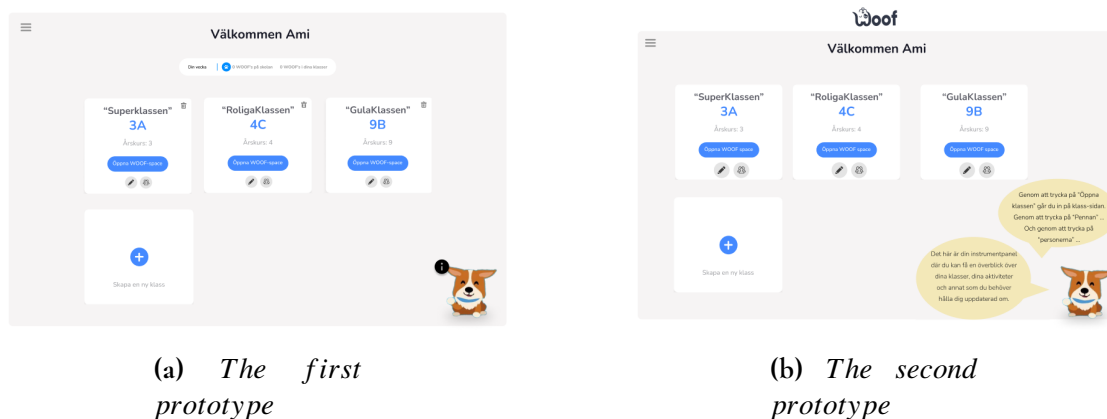 Välkommen Ami
Din vecka 0 WOOF's på skolan 0 WOOF's i dina klasser
"Superklassen" "RoligaKlassen" "GulaKlassen"
3A 4C 9B
Årskurs: 3 Årskurs: 4 Årskurs: 9
Öppna WOOF-space Öppna WOOF-space Öppna WOOF-space
Skapa en ny klass
i
(a) The first
prototype
Woof
Välkommen Ami
"SuperKlassen" "RoligaKlassen" "GulaKlassen"
3A 4C 9B
Årskurs: 3 Årskurs: 4 Årskurs: 9
Öppna WOOF space Öppna WOOF space Öppna WOOF space
Genom att trycka på "Öppna
klassen" går du in på klass-sidan.
Genom att trycka på "Pennan" ...
Och genom att trycka på
"personerna" ...
Skapa en ny klass
Det här är din instrumentpanel
där du kan få en överblick över
dina klasser, dina aktiviteter
och annat som du behöver
hålla dig uppdaterad om.
(b) The second
prototype